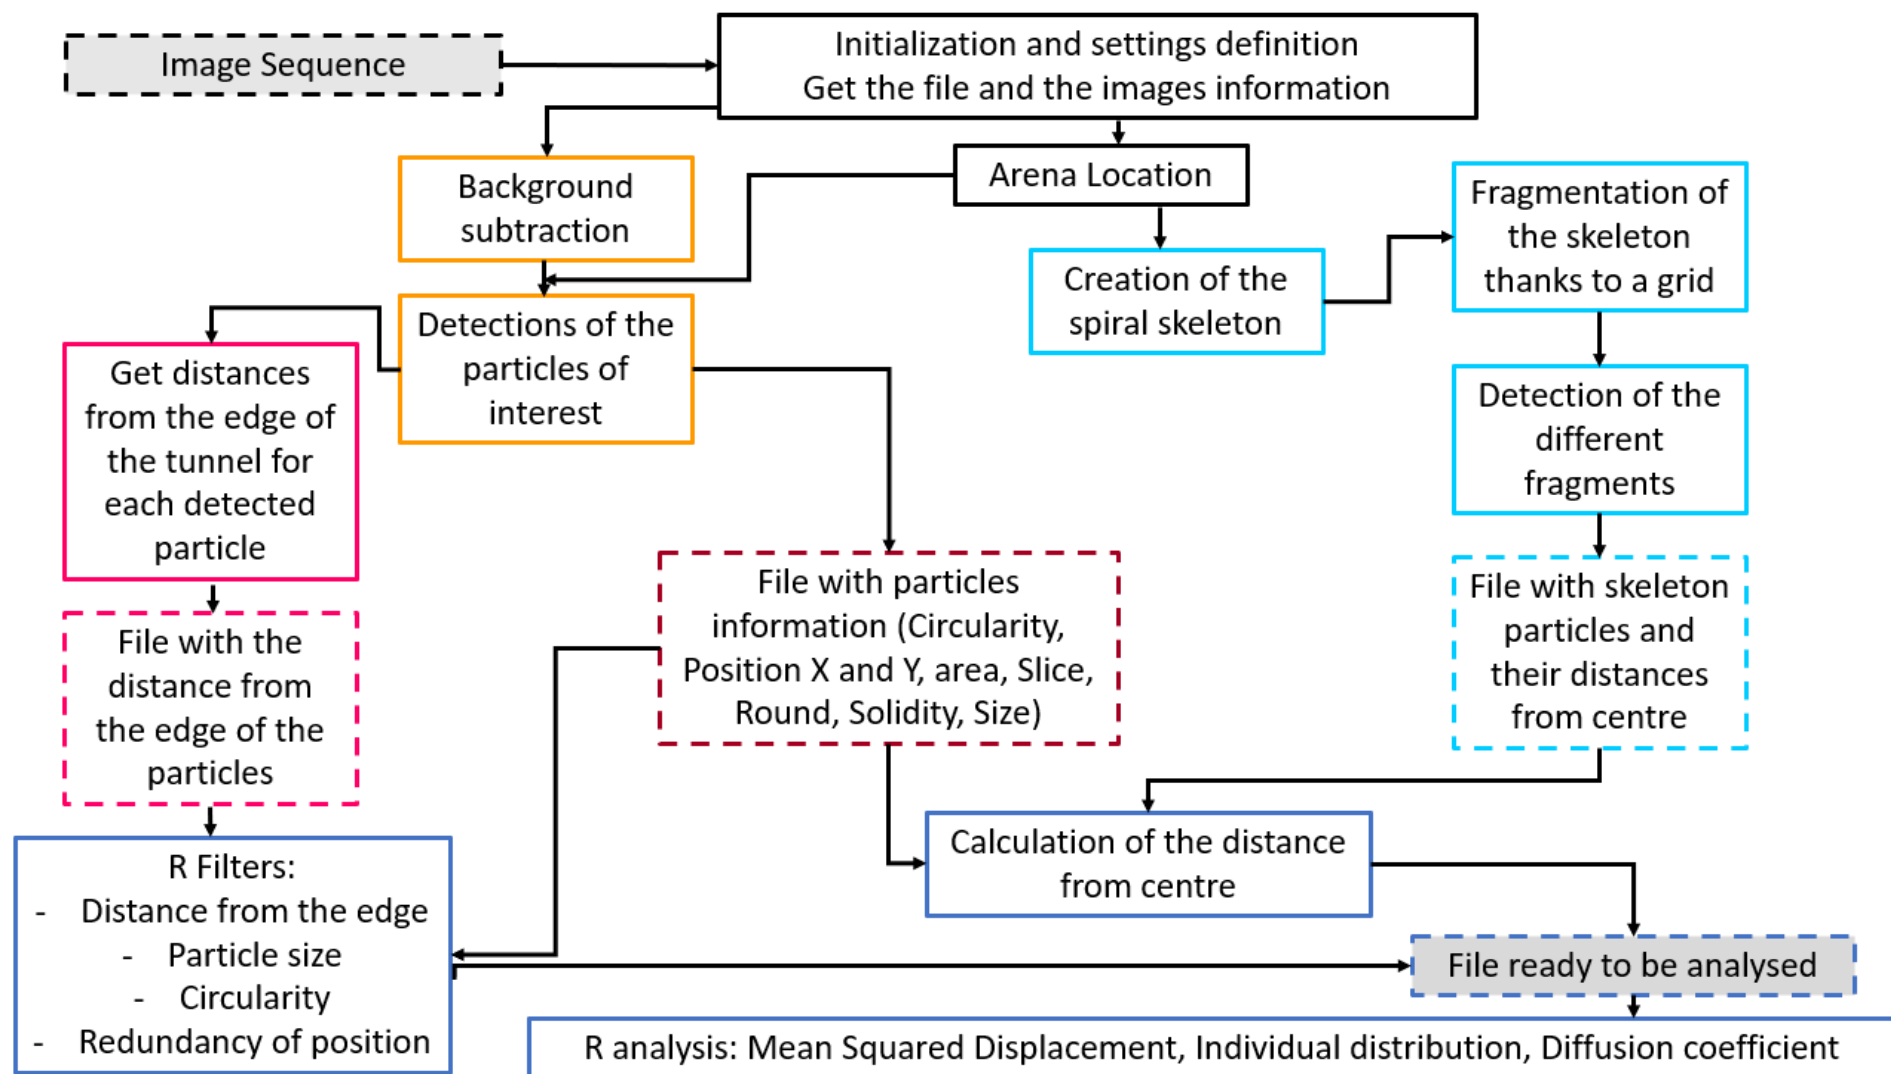 Image Sequence
Initialization and settings definition
Get the file and the images information
Background
subtraction
Arena Location
Fragmentation of
the skeleton
thanks to a grid
Creation of the
spiral skeleton
Detections of the
particles of
interest
Get distances
from the edge of
the tunnel for
each detected
particle
Detection of the
different
fragments
File with particles
information (Circularity,
Position X and Y, area, Slice,
Round, Solidity, Size)
File with skeleton
particles and
their distances
from centre
File with the
distance from
the edge of the
particles
Calculation of the distance
from centre
R Filters:
- Distance from the edge
- Particle size
- Circularity
- Redundancy of position
File ready to be analysed
R analysis: Mean Squared Displacement, Individual distribution, Diffusion coefficient